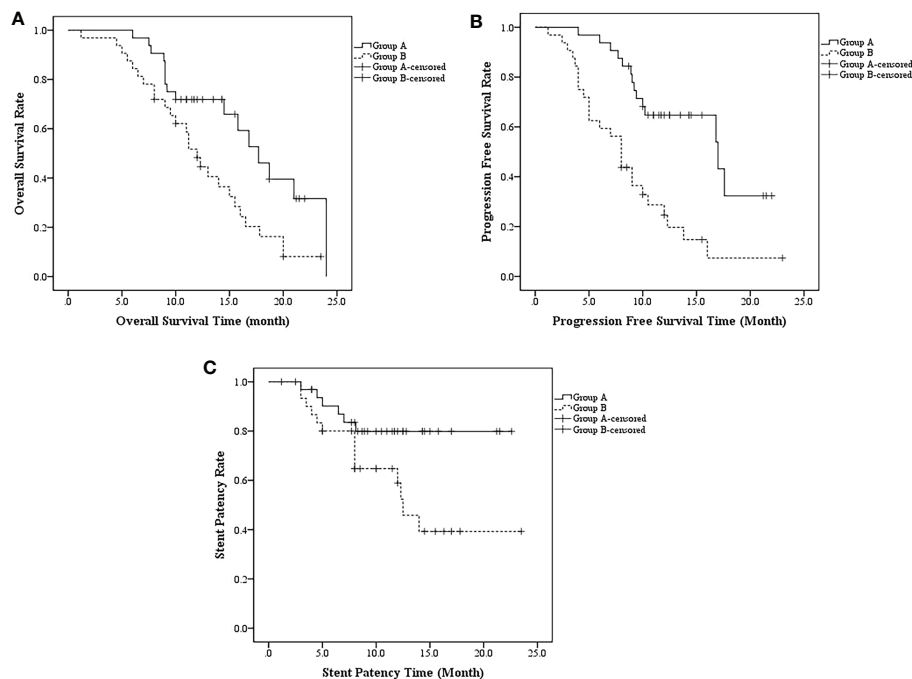 A
Overall Survival Rate
1.0
0.8
0.6
0.4
0.2
0.0
.0 5.0 10.0 15.0 20.0 25.0
Overall Survival Time (month)
Group A
Group B
Group A-censored
Group B-censored
B
Progression Free Survival Rate
1.0
0.8
0.6
0.4
0.2
0.0
.0 5.0 10.0 15.0 20.0 25.0
Progression Free Survival Time (Month)
Group A
Group B
Group A-censored
Group B-censored
C
Stent Patency Rate
1.0
0.8
0.6
0.4
0.2
0.0
.0 5.0 10.0 15.0 20.0 25.0
Stent Patency Time (Month)
Group A
Group B
Group A-censored
Group B-censored